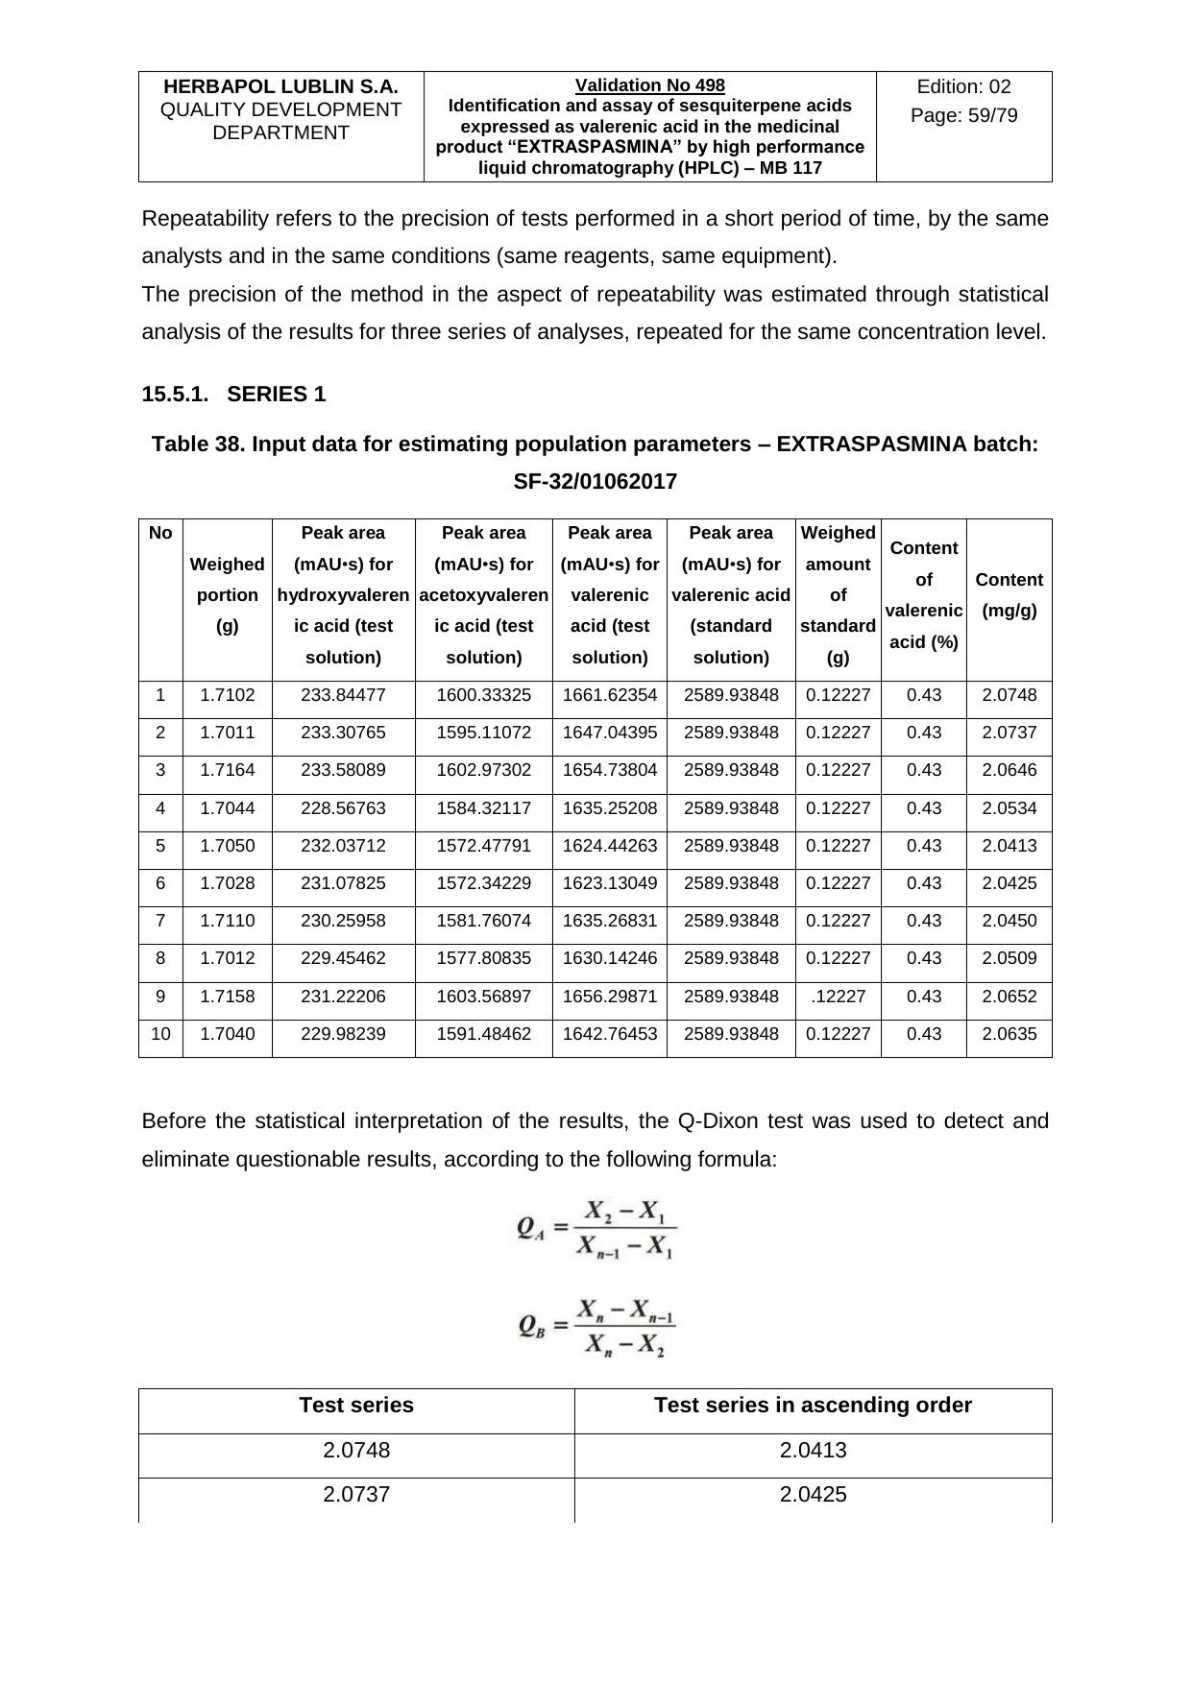 HERBAPOL LUBLIN S.A.
QUALITY DEVELOPMENT
DEPARTMENT
Validation No 498
Identification and assay of sesquiterpene acids
expressed as valerenic acid in the medicinal
product “EXTRASPASMINA” by high performance
liquid chromatography (HPLC) – MB 117
Edition: 02
Page: 59/79
Repeatability refers to the precision of tests performed in a short period of time, by the same
analysts and in the same conditions (same reagents, same equipment).
The precision of the method in the aspect of repeatability was estimated through statistical
analysis of the results for three series of analyses, repeated for the same concentration level.
15.5.1. SERIES 1
Table 38. Input data for estimating population parameters – EXTRASPASMINA batch:
SF-32/01062017
No
Weighed
portion
(g)
Peak area
(mAU•s) for
hydroxyvaleren
ic acid (test
solution)
Peak area
(mAU•s) for
acetoxyvaleren
ic acid (test
solution)
Peak area
(mAU•s) for
valerenic
acid (test
solution)
Peak area
(mAU•s) for
valerenic acid
(standard
solution)
Weighed
amount
of
standard
(g)
Content
of
valerenic
acid (%)
Content
(mg/g)
1 1.7102 233.84477 1600.33325 1661.62354 2589.93848 0.12227 0.43 2.0748
2 1.7011 233.30765 1595.11072 1647.04395 2589.93848 0.12227 0.43 2.0737
3 1.7164 233.58089 1602.97302 1654.73804 2589.93848 0.12227 0.43 2.0646
4 1.7044 228.56763 1584.32117 1635.25208 2589.93848 0.12227 0.43 2.0534
5 1.7050 232.03712 1572.47791 1624.44263 2589.93848 0.12227 0.43 2.0413
6 1.7028 231.07825 1572.34229 1623.13049 2589.93848 0.12227 0.43 2.0425
7 1.7110 230.25958 1581.76074 1635.26831 2589.93848 0.12227 0.43 2.0450
8 1.7012 229.45462 1577.80835 1630.14246 2589.93848 0.12227 0.43 2.0509
9 1.7158 231.22206 1603.56897 1656.29871 2589.93848 .12227 0.43 2.0652
10 1.7040 229.98239 1591.48462 1642.76453 2589.93848 0.12227 0.43 2.0635
Before the statistical interpretation of the results, the Q-Dixon test was used to detect and
eliminate questionable results, according to the following formula:
Q_A = (X_2 − X_1) / (X_{n−1} − X_1)
Q_B = (X_n − X_{n−1}) / (X_n − X_2)
Test series Test series in ascending order
2.0748 2.0413
2.0737 2.0425